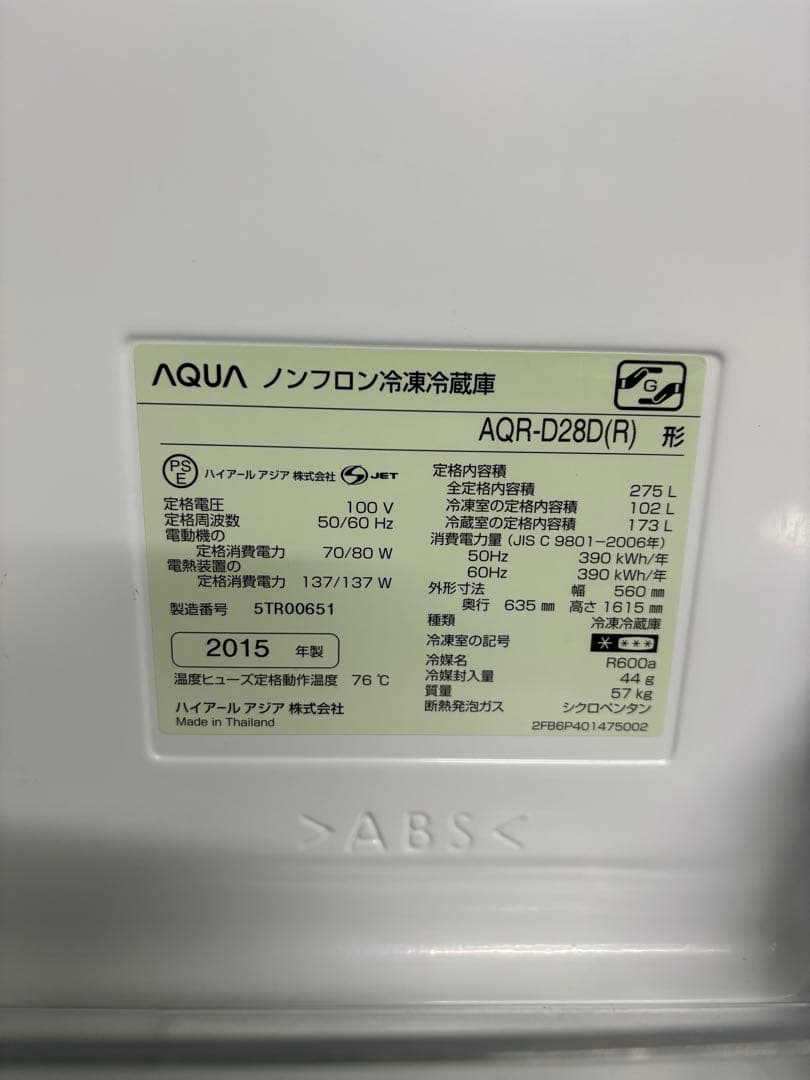 AQUA ノンフロン冷凍冷蔵庫
G
AQR-D28D(R) 形
PS
E
ハイアール アジア 株式会社
JET
定格電圧 100 V
定格周波数 50/60 Hz
電動機の
定格消費電力 70/80 W
電熱装置の
定格消費電力 137/137 W
製造番号 5TR00651
2015 年製
温度ヒューズ定格動作温度 76 ℃
ハイアール アジア 株式会社
Made in Thailand
定格内容積
全定格内容積 275 L
冷凍室の定格内容積 102 L
冷蔵室の定格内容積 173 L
消費電力量 (JIS C 9801-2006年)
50Hz 390 kWh/年
60Hz 390 kWh/年
外形寸法 幅 560 ㎜
奥行 635 ㎜ 高さ 1615 ㎜
種類 冷凍冷蔵庫
冷凍室の記号
冷媒名 R600a
冷媒封入量 44 g
質量 57 kg
断熱発泡ガス シクロペンタン
2FB6P401475002
>ABS<